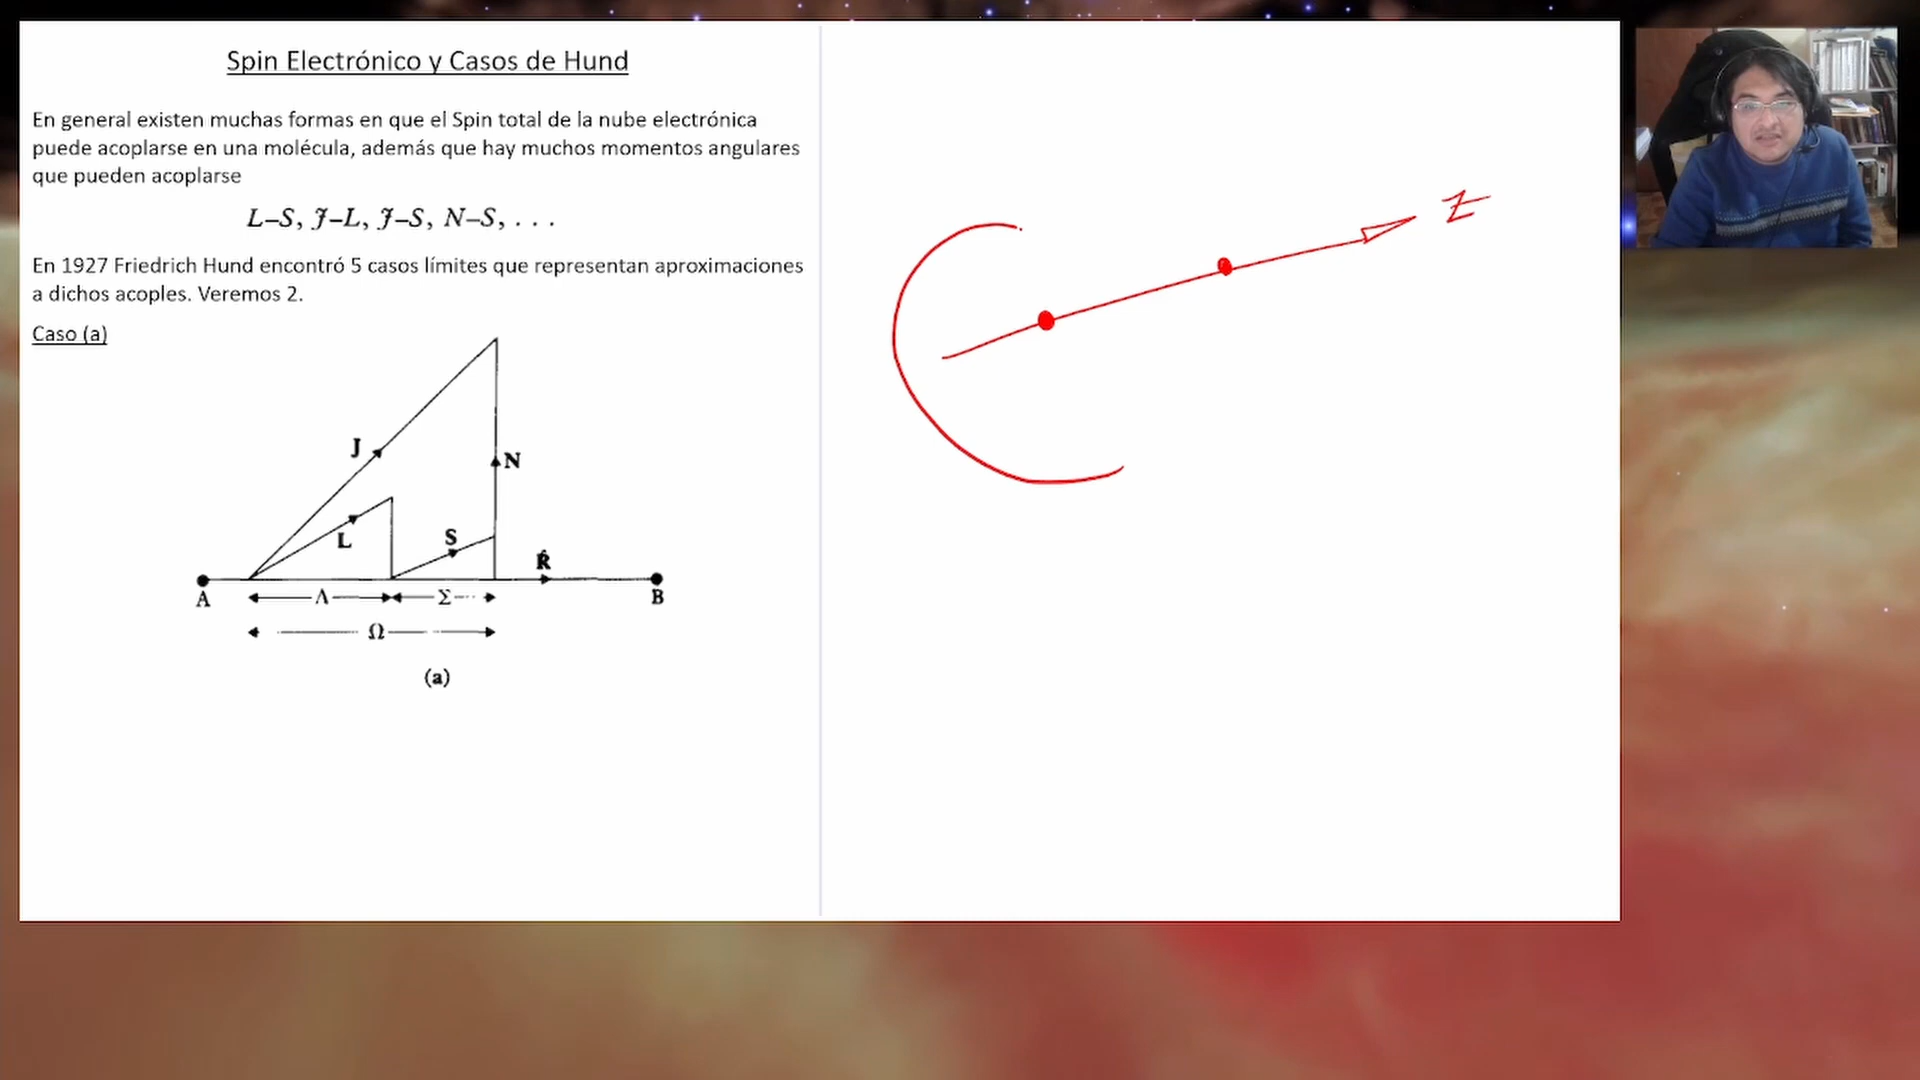 Spin Electrónico y Casos de Hund
En general existen muchas formas en que el Spin total de la nube electrónica
puede acoplarse en una molécula, además que hay muchos momentos angulares
que pueden acoplarse
L–S, J–L, J–S, N–S, . . .
En 1927 Friedrich Hund encontró 5 casos límites que representan aproximaciones
a dichos acoples. Veremos 2.
Caso (a)
J
N
L
S
R̂
A
Λ
Σ
B
Ω
(a)
Z